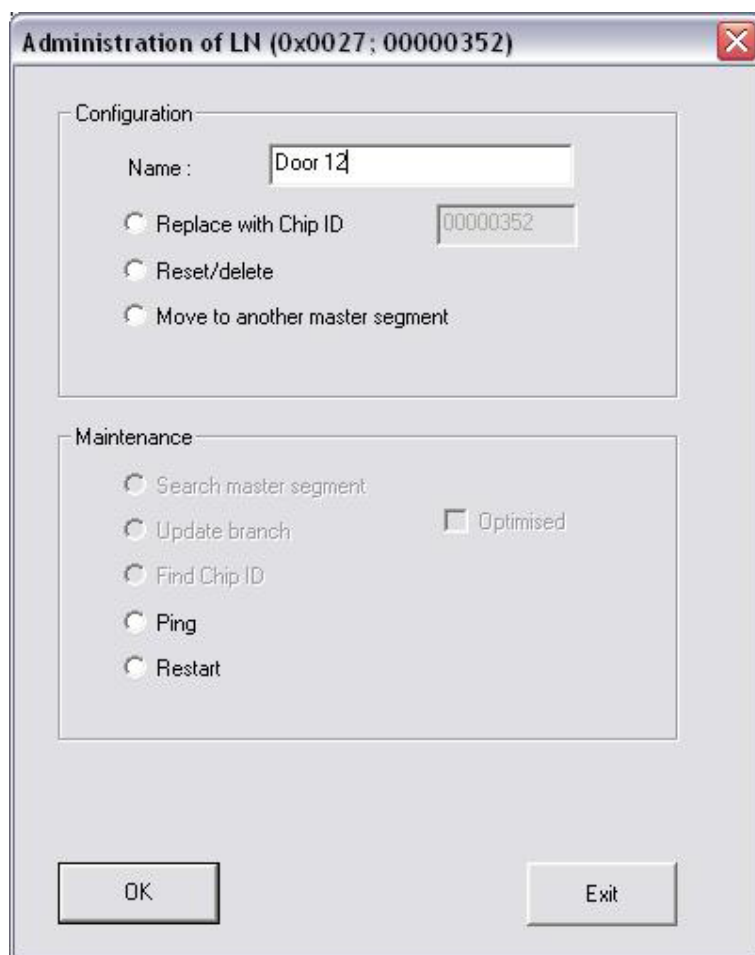 Administration of LN (0x0027; 00000352)
Configuration
Name : Door 12
Replace with Chip ID 00000352
Reset/delete
Move to another master segment
Maintenance
Search master segment
Update branch Optimised
Find Chip ID
Ping
Restart
OK Exit